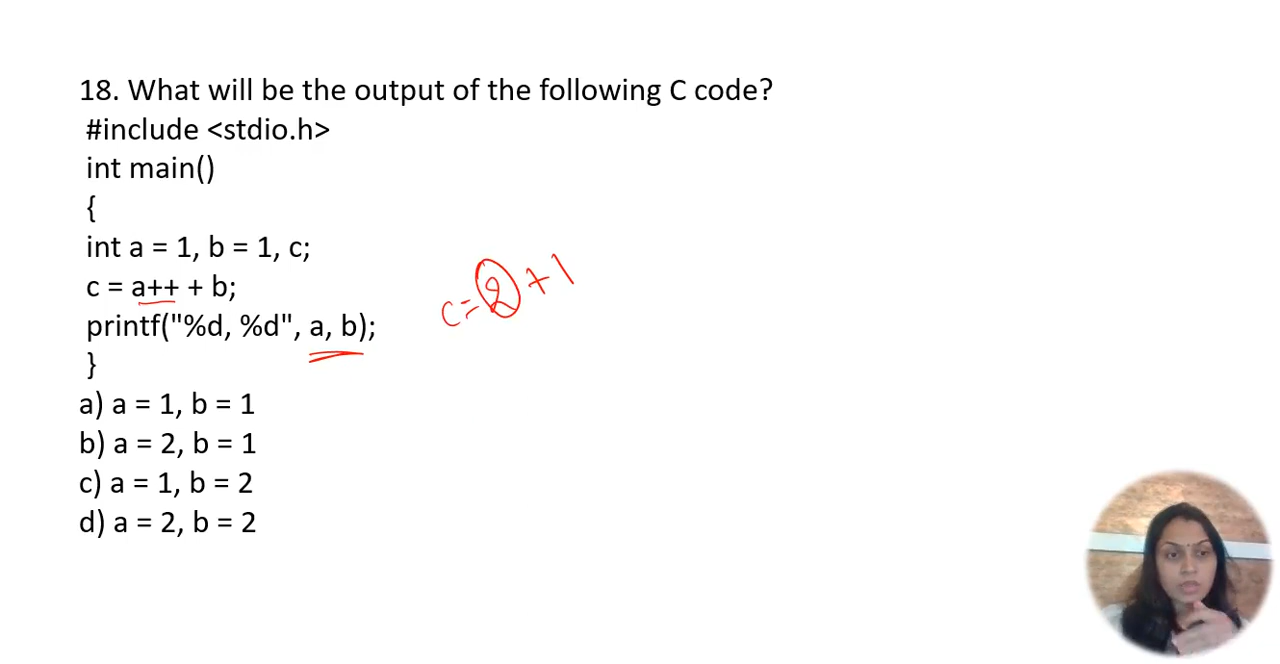 18. What will be the output of the following C code?
#include <stdio.h>
int main()
{
int a = 1, b = 1, c;
c = a++ + b;
printf("%d, %d", a, b);
}
a) a = 1, b = 1
b) a = 2, b = 1
c) a = 1, b = 2
d) a = 2, b = 2
c=2+1